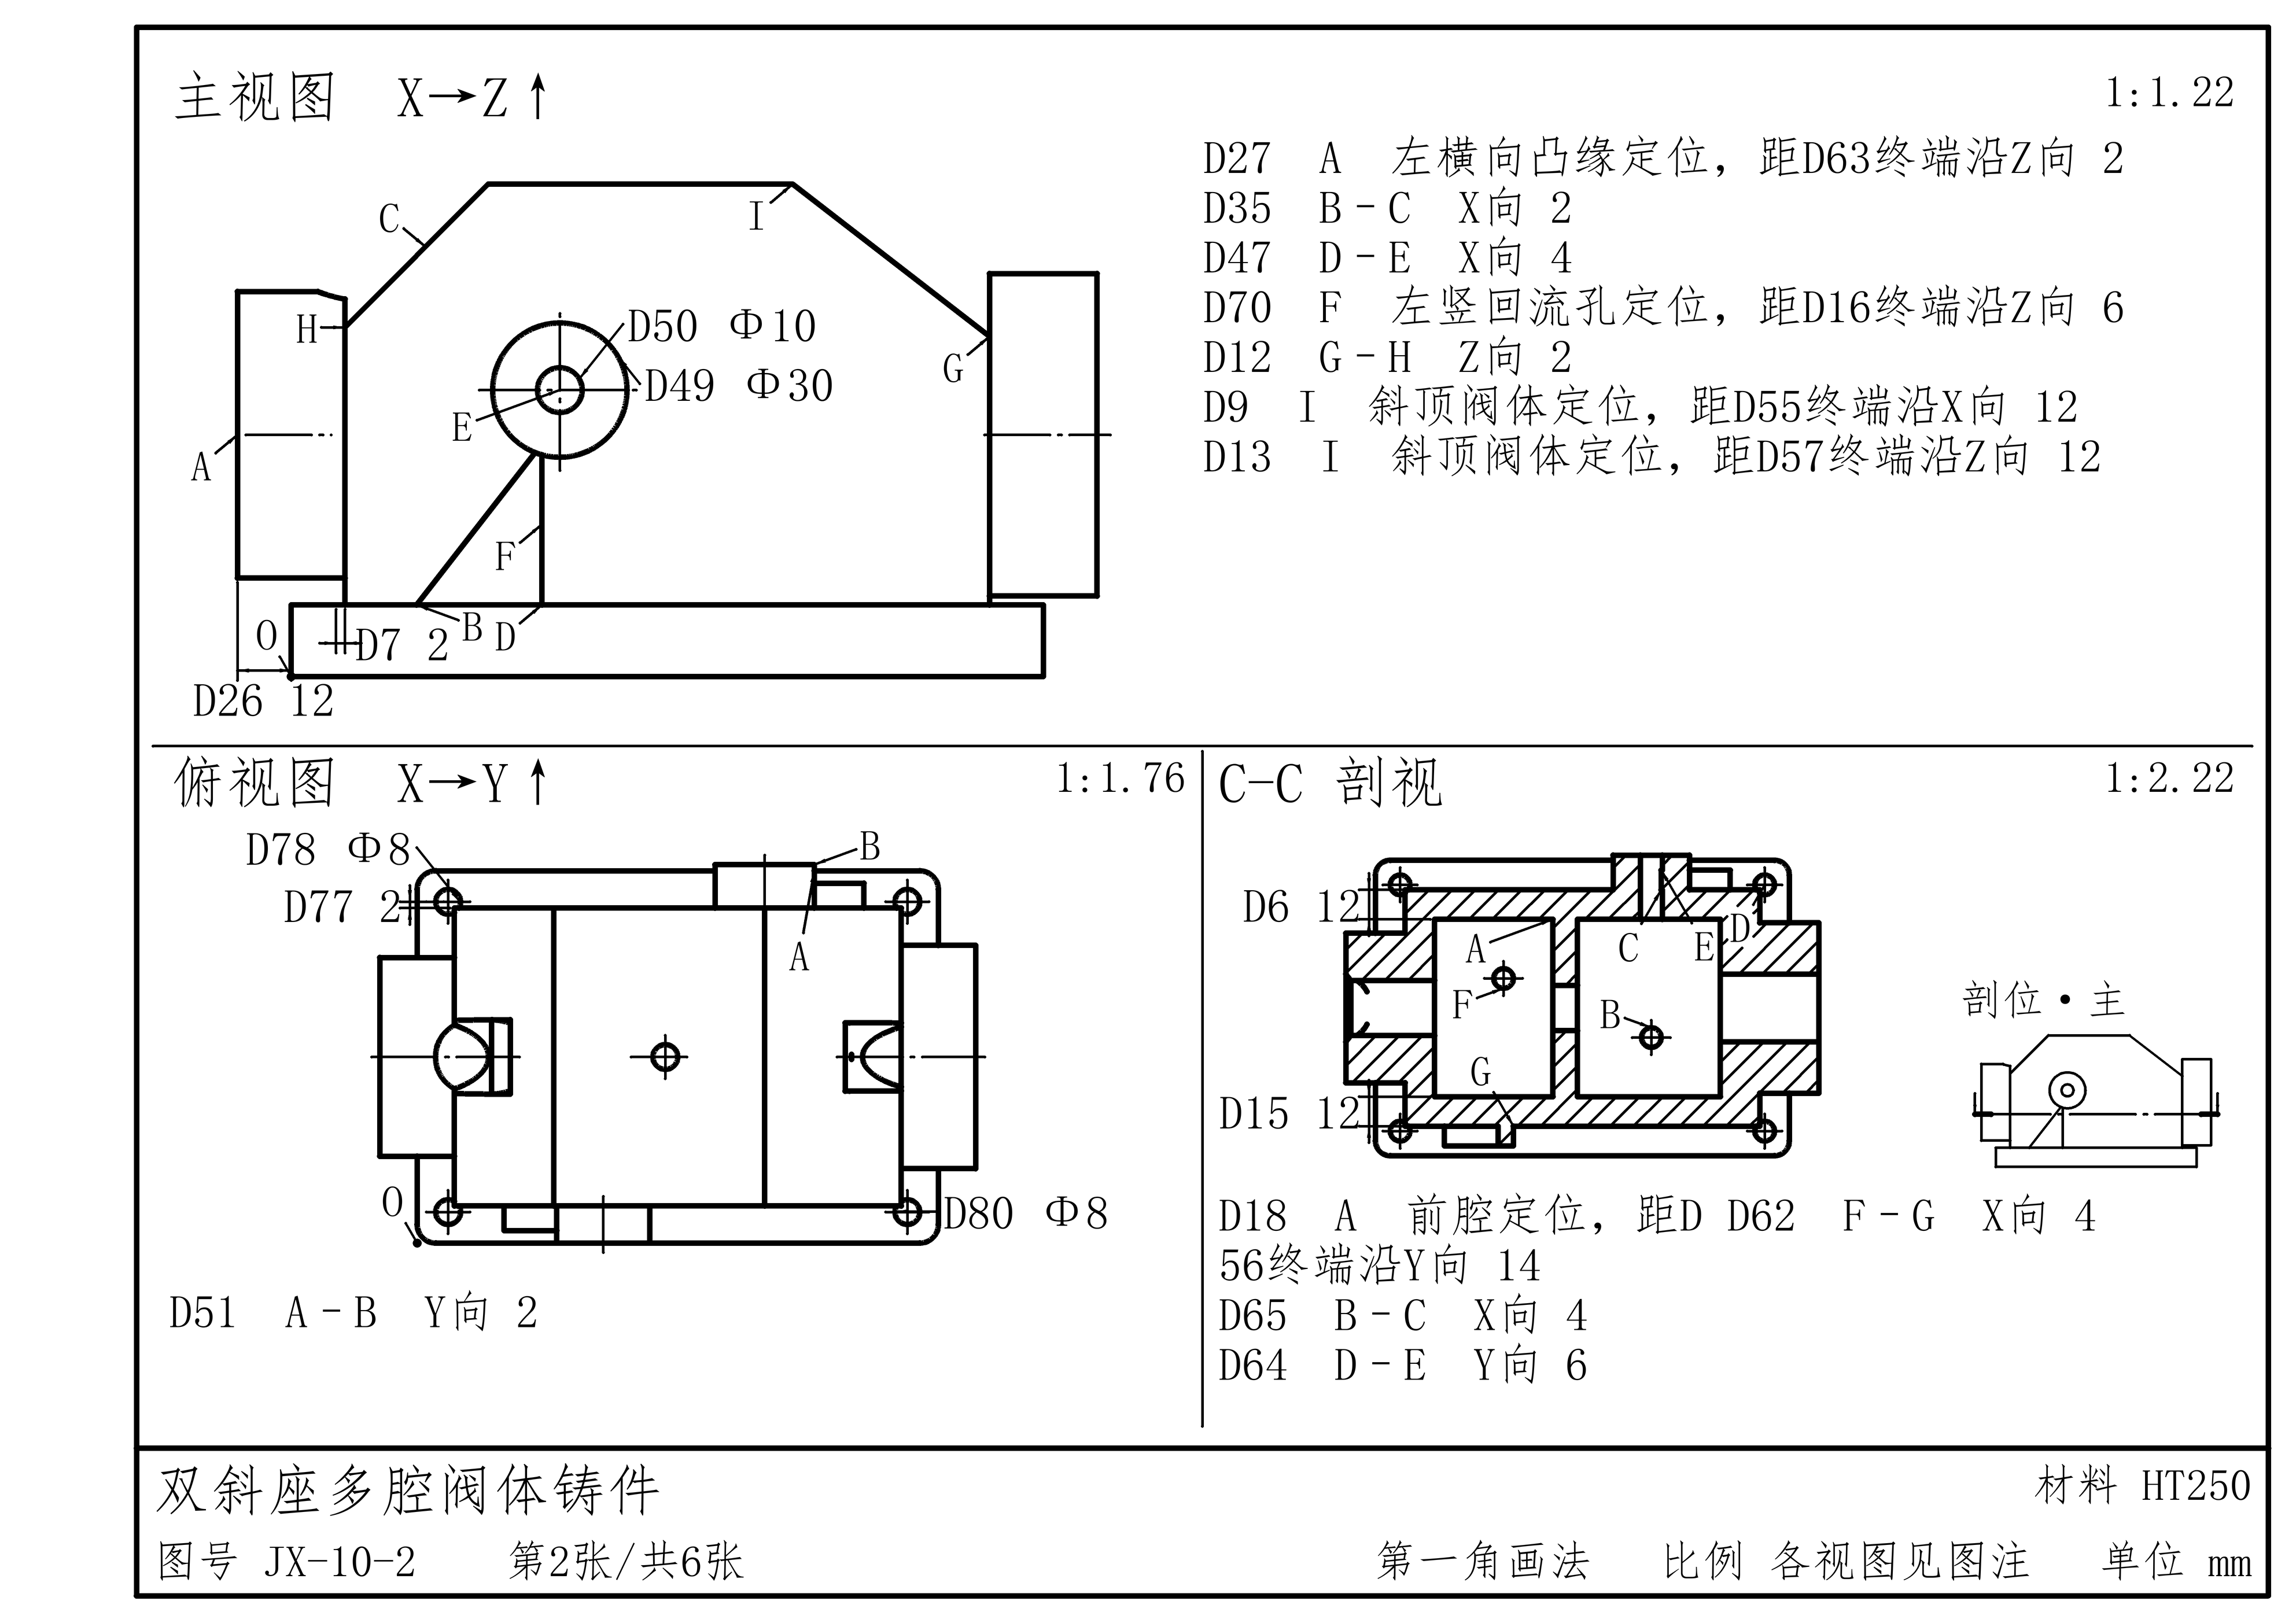 主视图 X→Z↑
1:1.22
D27 A 左横向凸缘定位，距D63终端沿Z向 2
D35 B-C X向 2
D47 D-E X向 4
D70 F 左竖回流孔定位，距D16终端沿Z向 6
D12 G-H Z向 2
D9 I 斜顶阀体定位，距D55终端沿X向 12
D13 I 斜顶阀体定位，距D57终端沿Z向 12
C
I
H
D50 Φ10
G
D49 Φ30
E
A
F
O
D7 2
B
D
D26 12
俯视图 X→Y↑
1:1.76
D78 Φ8
B
D77 2
A
O
D80 Φ8
D51 A-B Y向 2
C-C 剖视
1:2.22
D6 12
A
C
E
D
F
B
G
D15 12
剖位·主
D18 A 前腔定位，距D D62 F-G X向 4
56终端沿Y向 14
D65 B-C X向 4
D64 D-E Y向 6
双斜座多腔阀体铸件
材料 HT250
图号 JX-10-2 第2张/共6张
第一角画法 比例 各视图见图注 单位 mm